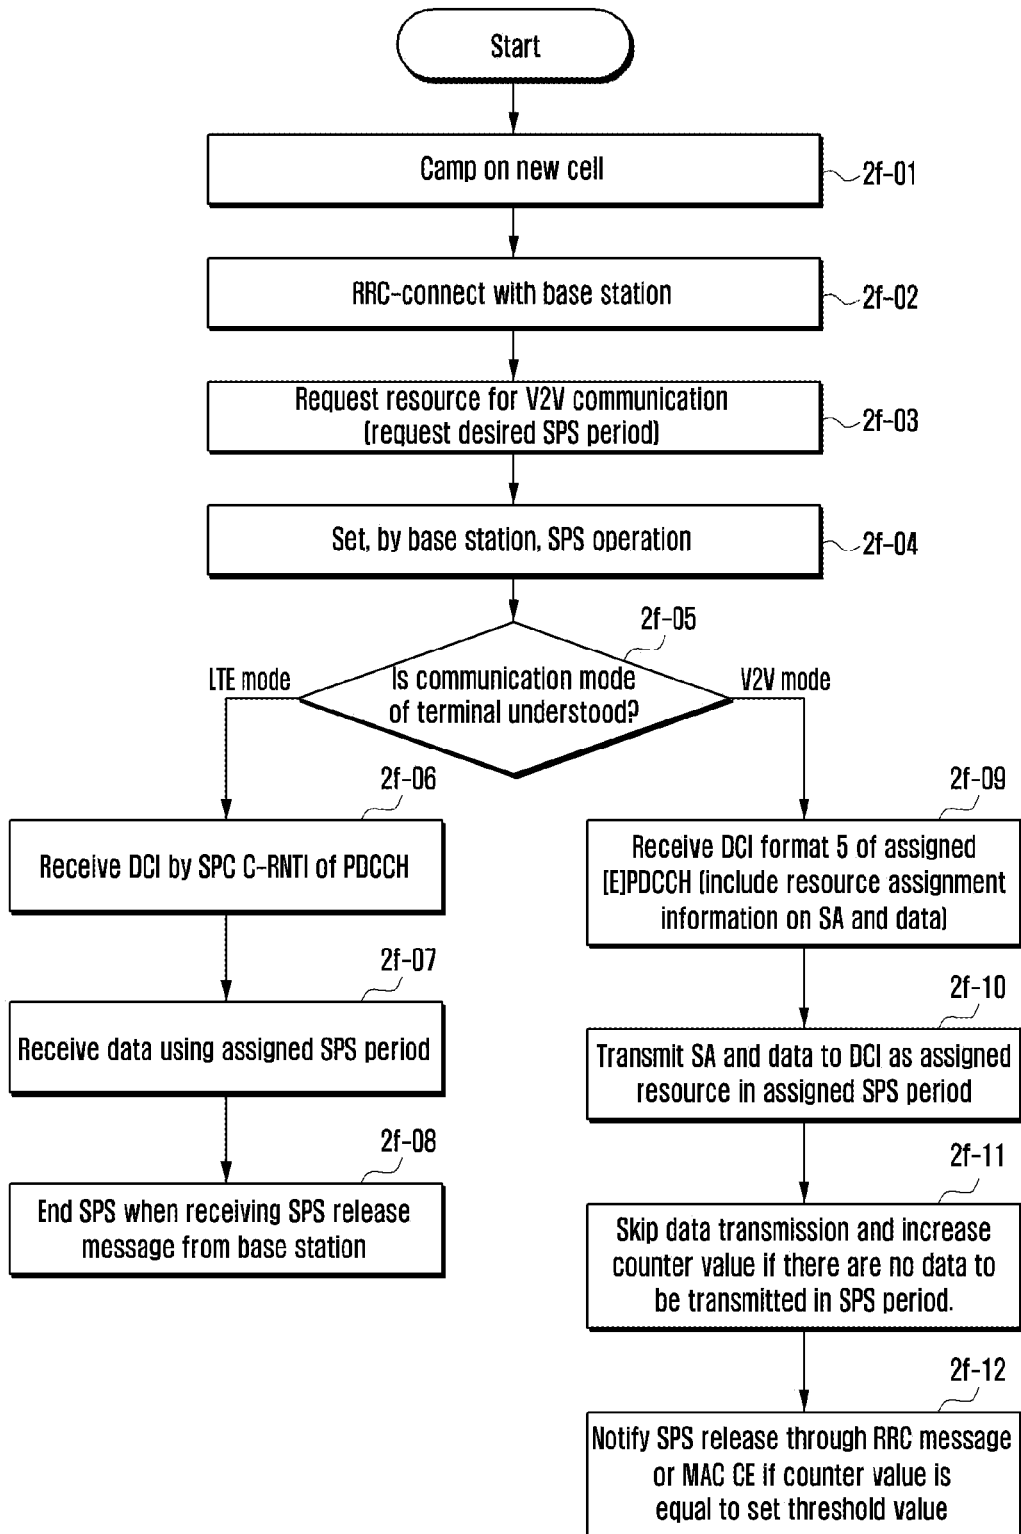 Start
Camp on new cell
2f-01
RRC-connect with base station
2f-02
Request resource for V2V communication
(request desired SPS period)
2f-03
Set, by base station, SPS operation
2f-04
2f-05
LTE mode
Is communication mode
of terminal understood?
V2V mode
2f-06
Receive DCI by SPC C-RNTI of PDCCH
2f-07
Receive data using assigned SPS period
2f-08
End SPS when receiving SPS release
message from base station
2f-09
Receive DCI format 5 of assigned
[E]PDCCH (include resource assignment
information on SA and data)
2f-10
Transmit SA and data to DCI as assigned
resource in assigned SPS period
2f-11
Skip data transmission and increase
counter value if there are no data to
be transmitted in SPS period.
2f-12
Notify SPS release through RRC message
or MAC CE if counter value is
equal to set threshold value